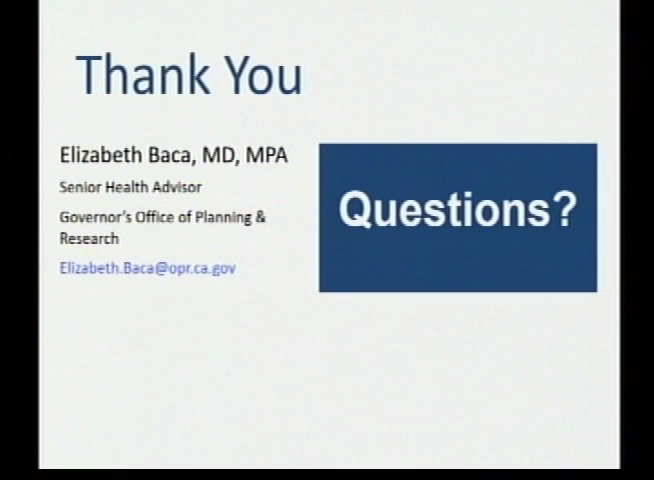 Thank You
Elizabeth Baca, MD, MPA
Senior Health Advisor
Governor's Office of Planning &
Research
Elizabeth.Baca@opr.ca.gov
Questions?